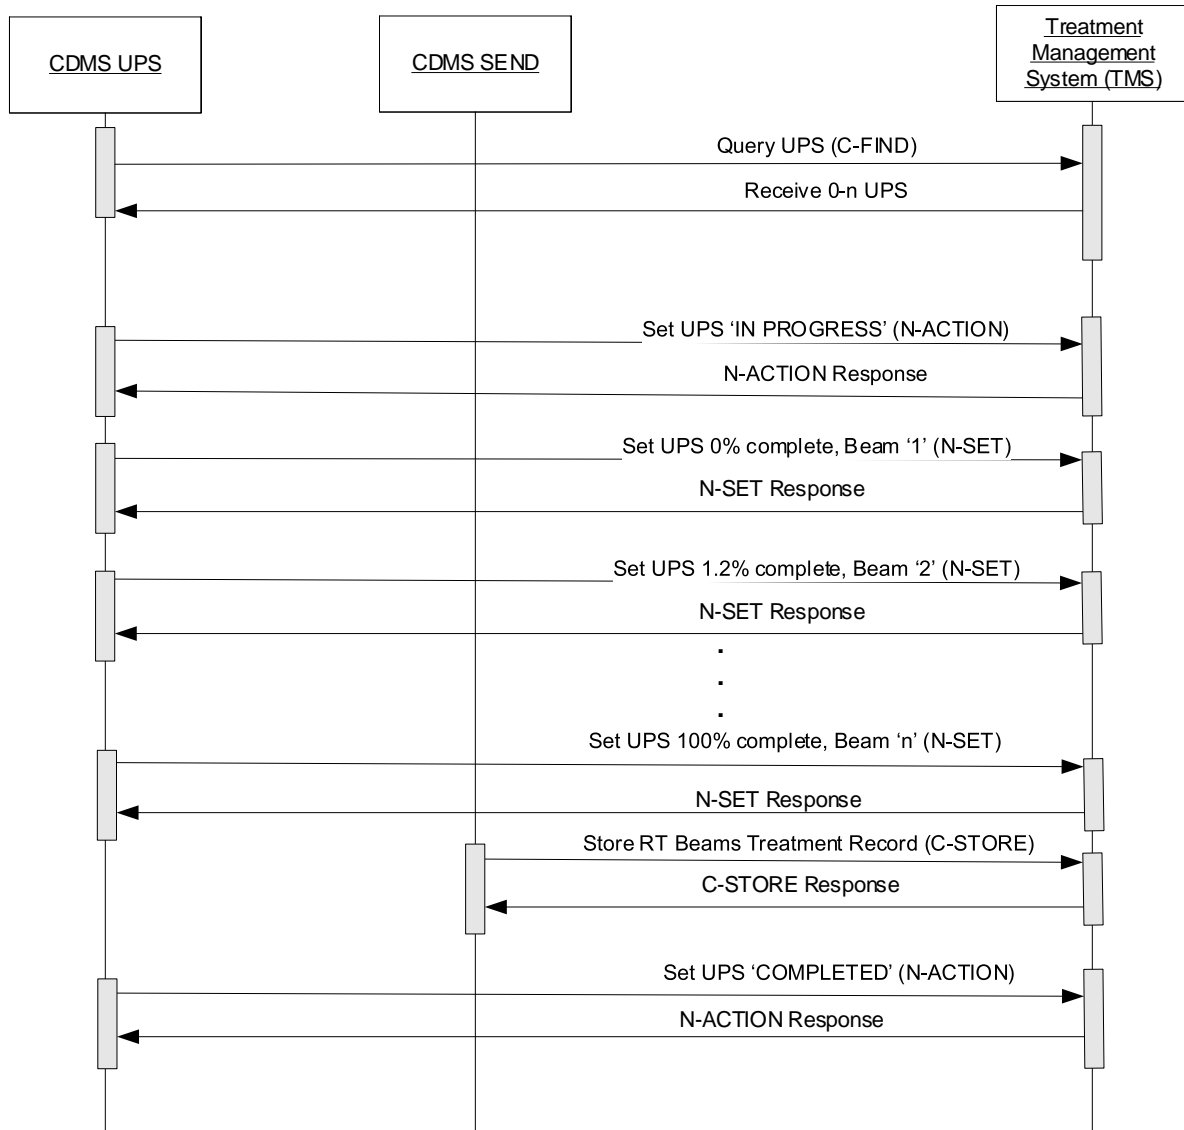 CDMS UPS
CDMS SEND
Treatment
Management
System (TMS)
Query UPS (C-FIND)
Receive 0-n UPS
Set UPS ‘IN PROGRESS’ (N-ACTION)
N-ACTION Response
Set UPS 0% complete, Beam ‘1’ (N-SET)
N-SET Response
Set UPS 1.2% complete, Beam ‘2’ (N-SET)
N-SET Response
.
.
.
Set UPS 100% complete, Beam ‘n’ (N-SET)
N-SET Response
Store RT Beams Treatment Record (C-STORE)
C-STORE Response
Set UPS ‘COMPLETED’ (N-ACTION)
N-ACTION Response